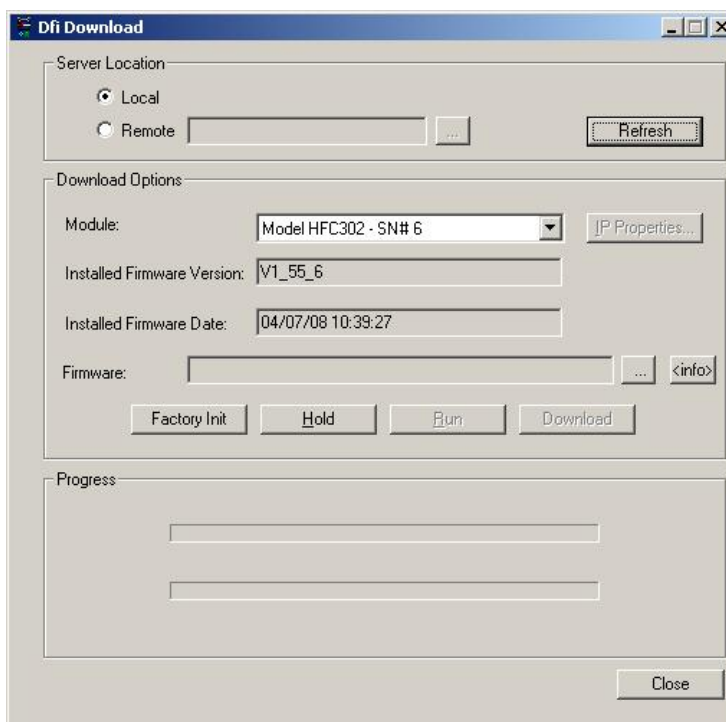 Dfi Download
Server Location
Local
Remote ... Refresh
Download Options
Module: Model HFC302 - SN# 6 IP Properties...
Installed Firmware Version: V1_55_6
Installed Firmware Date: 04/07/08 10:39:27
Firmware: ... <info>
Factory Init Hold Run Download
Progress
Close